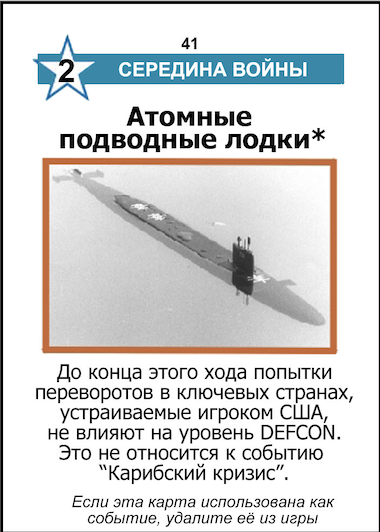 41
2 СЕРЕДИНА ВОЙНЫ
Атомные
подводные лодки*
До конца этого хода попытки
переворотов в ключевых странах,
устраиваемые игроком США,
не влияют на уровень DEFCON.
Это не относится к событию
“Карибский кризис”.
Если эта карта использована как
событие, удалите её из игры